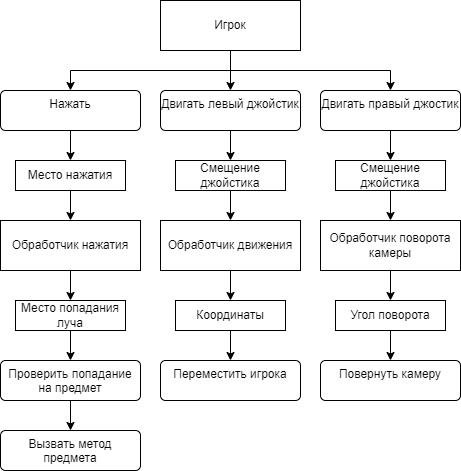 Игрок
Нажать
Двигать левый джойстик
Двигать правый джостик
Место нажатия
Смещение
джойстика
Смещение
джойстика
Обработчик нажатия
Обработчик движения
Обработчик поворота
камеры
Место попадания
луча
Координаты
Угол поворота
Проверить попадание
на предмет
Переместить игрока
Повернуть камеру
Вызвать метод
предмета